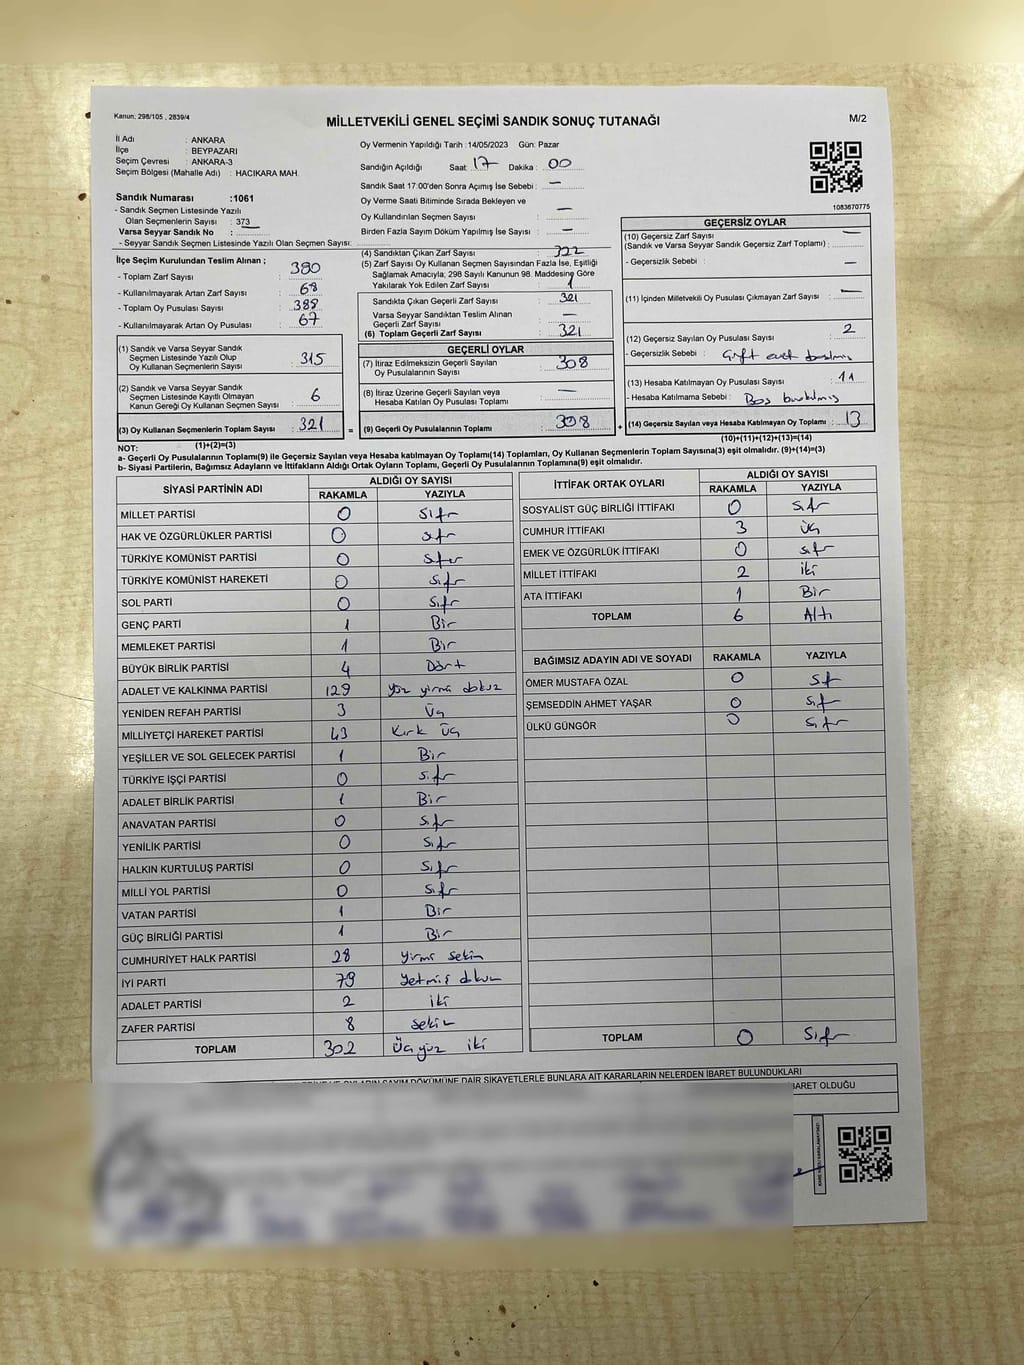 Kanun: 298/105 , 2839/4
MİLLETVEKİLİ GENEL SEÇİMİ SANDIK SONUÇ TUTANAĞI
M/2
İl Adı : ANKARA
İlçe : BEYPAZARI
Seçim Çevresi : ANKARA-3
Seçim Bölgesi (Mahalle Adı) : HACIKARA MAH.
Sandık Numarası :1061
- Sandık Seçmen Listesinde Yazılı
Olan Seçmenlerin Sayısı : 373
Varsa Seyyar Sandık No : —
- Seyyar Sandık Seçmen Listesinde Yazılı Olan Seçmen Sayısı:
Oy Vermenin Yapıldığı Tarih :14/05/2023 Gün: Pazar
Sandığın Açıldığı Saat: 17 Dakika : 00
Sandık Saat 17:00'den Sonra Açımış İse Sebebi : —
Oy Verme Saati Bitiminde Sırada Bekleyen ve
Oy Kullandırılan Seçmen Sayısı : —
Birden Fazla Sayım Döküm Yapılmış İse Sayısı : —
1083670775
İlçe Seçim Kurulundan Teslim Alınan ;
- Toplam Zarf Sayısı : 380
- Kullanılmayarak Artan Zarf Sayısı : 68
- Toplam Oy Pusulası Sayısı : 388
- Kullanılmayarak Artan Oy Pusulası : 67
(1) Sandık ve Varsa Seyyar Sandık
Seçmen Listesinde Yazılı Olup
Oy Kullanan Seçmenlerin Sayısı : 315
(2) Sandık ve Varsa Seyyar Sandık
Seçmen Listesinde Kayıtlı Olmayan
Kanun Gereği Oy Kullanan Seçmen Sayısı : 6
(3) Oy Kullanan Seçmenlerin Toplam Sayısı : 321
(1)+(2)=(3)
(4) Sandıktan Çıkan Zarf Sayısı : 322
(5) Zarf Sayısı Oy Kullanan Seçmen Sayısından Fazla İse, Eşitliği
Sağlamak Amacıyla; 298 Sayılı Kanunun 98. Maddesine Göre
Yakılarak Yok Edilen Zarf Sayısı : 1
Sandıkta Çıkan Geçerli Zarf Sayısı : 321
Varsa Seyyar Sandıktan Teslim Alınan
Geçerli Zarf Sayısı : —
(6) Toplam Geçerli Zarf Sayısı : 321
GEÇERLİ OYLAR
(7) İtiraz Edilmeksizin Geçerli Sayılan
Oy Pusulalarının Sayısı : 308
(8) İtiraz Üzerine Geçerli Sayılan veya
Hesaba Katılan Oy Pusulası Toplamı : —
= (9) Geçerli Oy Pusulalarının Toplamı : 308
GEÇERSİZ OYLAR
(10) Geçersiz Zarf Sayısı —
(Sandık ve Varsa Seyyar Sandık Geçersiz Zarf Toplamı) :
- Geçersizlik Sebebi : —
(11) İçinden Milletvekili Oy Pusulası Çıkmayan Zarf Sayısı : —
(12) Geçersiz Sayılan Oy Pusulası Sayısı : 2
- Geçersizlik Sebebi :
(13) Hesaba Katılmayan Oy Pusulası Sayısı : 11
- Hesaba Katılmama Sebebi : Boş bırakılmış
+ (14) Geçersiz Sayılan veya Hesaba Katılmayan Oy Toplamı : 13
(10)+(11)+(12)+(13)=(14)
NOT:
a- Geçerli Oy Pusulalarının Toplamı(9) ile Geçersiz Sayılan veya Hesaba katılmayan Oy Toplamı(14) Toplamları, Oy Kullanan Seçmenlerin Toplam Sayısına(3) eşit olmalıdır. (9)+(14)=(3)
b- Siyasi Partilerin, Bağımsız Adayların ve İttifakların Aldığı Ortak Oyların Toplamı, Geçerli Oy Pusulalarının Toplamına(9) eşit olmalıdır.
SİYASİ PARTİNİN ADI ALDIĞI OY SAYISI
RAKAMLA YAZIYLA
MİLLET PARTİSİ 0 Sıfır
HAK VE ÖZGÜRLÜKLER PARTİSİ 0 Sıfır
TÜRKİYE KOMÜNİST PARTİSİ 0 Sıfır
TÜRKİYE KOMÜNİST HAREKETİ 0 Sıfır
SOL PARTİ 0 Sıfır
GENÇ PARTİ 1 Bir
MEMLEKET PARTİSİ 1 Bir
BÜYÜK BİRLİK PARTİSİ 4 Dört
ADALET VE KALKINMA PARTİSİ 129 yüz yirmi dokuz
YENİDEN REFAH PARTİSİ 3 Üç
MİLLİYETÇİ HAREKET PARTİSİ 43 Kırk üç
YEŞİLLER VE SOL GELECEK PARTİSİ 1 Bir
TÜRKİYE İŞÇİ PARTİSİ 0 Sıfır
ADALET BİRLİK PARTİSİ 1 Bir
ANAVATAN PARTİSİ 0 Sıfır
YENİLİK PARTİSİ 0 Sıfır
HALKIN KURTULUŞ PARTİSİ 0 Sıfır
MİLLİ YOL PARTİSİ 0 Sıfır
VATAN PARTİSİ 1 Bir
GÜÇ BİRLİĞİ PARTİSİ 1 Bir
CUMHURİYET HALK PARTİSİ 28 yirmi sekiz
İYİ PARTİ 79 yetmiş dokuz
ADALET PARTİSİ 2 iki
ZAFER PARTİSİ 8 sekiz
TOPLAM 302 Üçyüz iki
İTTİFAK ORTAK OYLARI ALDIĞI OY SAYISI
RAKAMLA YAZIYLA
SOSYALİST GÜÇ BİRLİĞİ İTTİFAKI 0 Sıfır
CUMHUR İTTİFAKI 3 Üç
EMEK VE ÖZGÜRLÜK İTTİFAKI 0 Sıfır
MİLLET İTTİFAKI 2 iki
ATA İTTİFAKI 1 Bir
TOPLAM 6 Altı
BAĞIMSIZ ADAYIN ADI VE SOYADI RAKAMLA YAZIYLA
ÖMER MUSTAFA ÖZAL 0 Sıfır
ŞEMSEDDİN AHMET YAŞAR 0 Sıfır
ÜLKÜ GÜNGÖR 0 Sıfır
TOPLAM 0 Sıfır
OYLARIN SAYIM DÖKÜMÜNE DAİR ŞİKAYETLERLE BUNLARA AİT KARARLARIN NELERDEN İBARET BULUNDUKLARI
BARET OLDUĞU